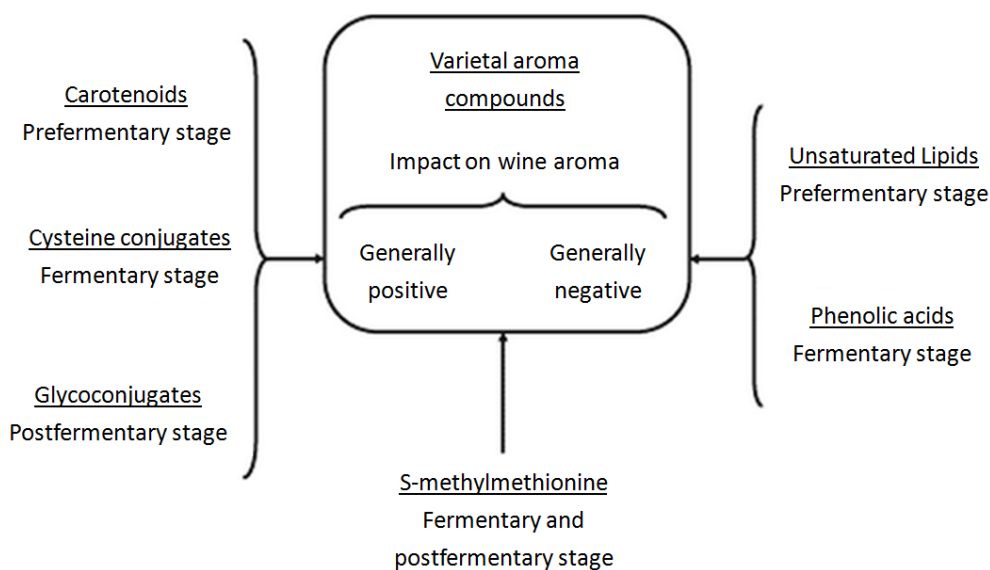 Varietal aroma
compounds
Impact on wine aroma
Generally
positive
Generally
negative
Carotenoids
Prefermentary stage
Cysteine conjugates
Fermentary stage
Glycoconjugates
Postfermentary stage
Unsaturated Lipids
Prefermentary stage
Phenolic acids
Fermentary stage
S-methylmethionine
Fermentary and
postfermentary stage